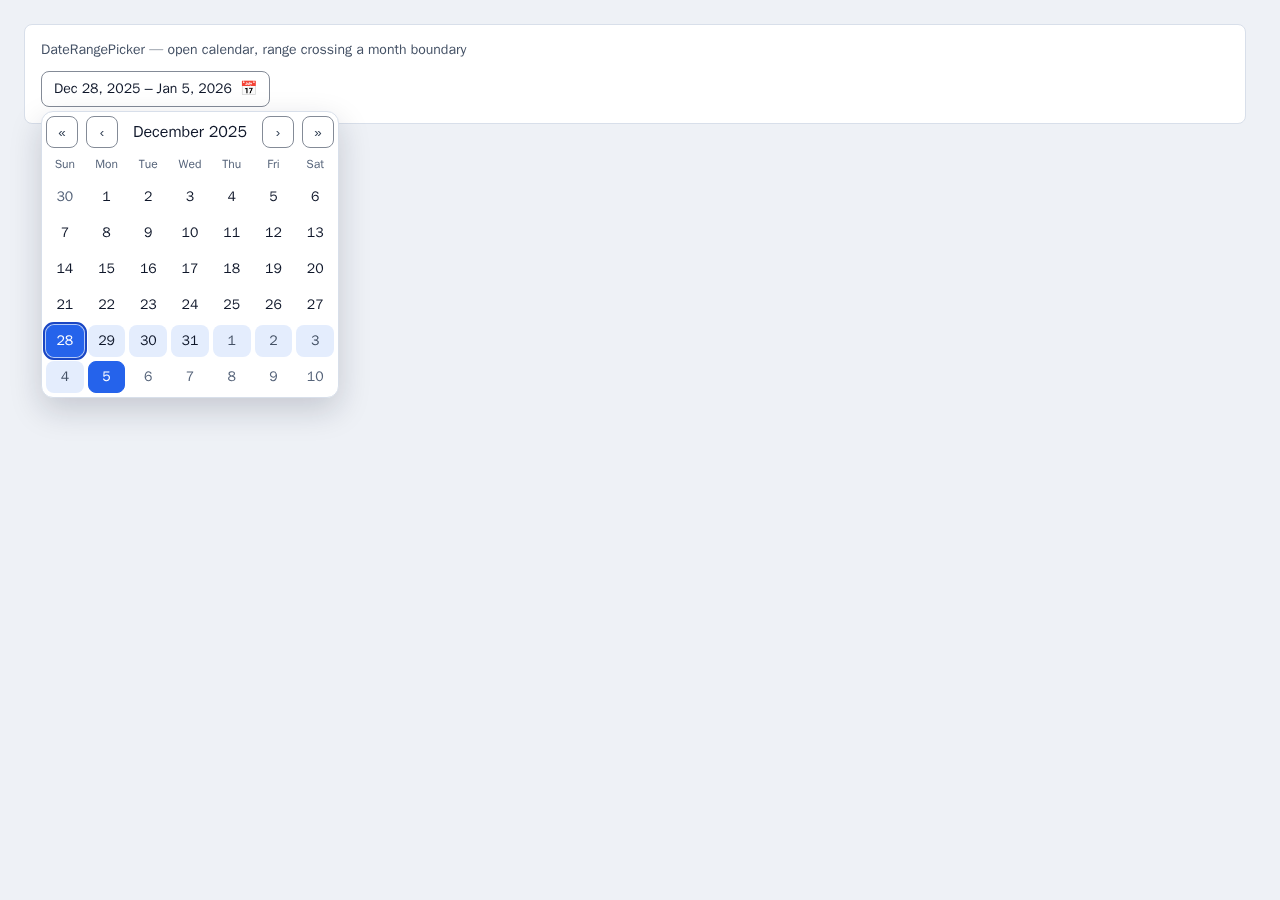 DateRangePicker — open calendar, range crossing a month boundary
Dec 28, 2025 – Jan 5, 2026 📅
« ‹ December 2025 › »
Sun Mon Tue Wed Thu Fri Sat
30 1 2 3 4 5 6
7 8 9 10 11 12 13
14 15 16 17 18 19 20
21 22 23 24 25 26 27
28 29 30 31 1 2 3
4 5 6 7 8 9 10